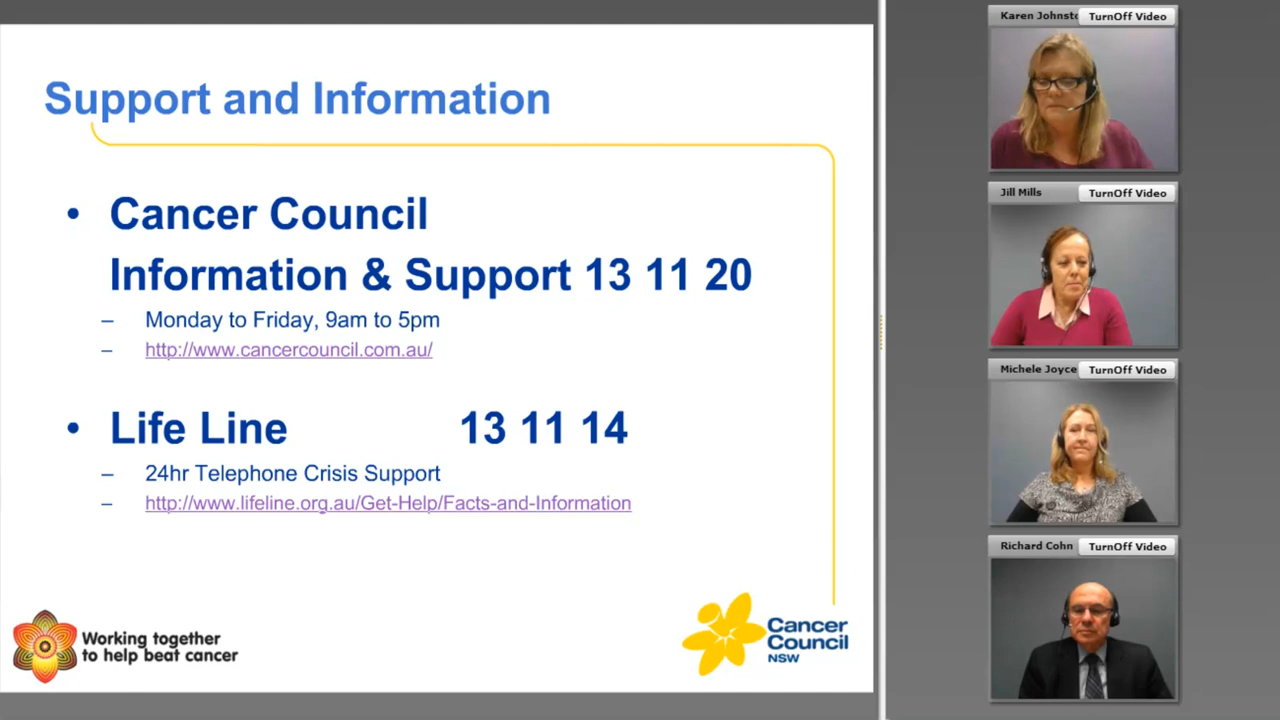 Support and Information
• Cancer Council
Information & Support 13 11 20
– Monday to Friday, 9am to 5pm
– http://www.cancercouncil.com.au/
• Life Line 13 11 14
– 24hr Telephone Crisis Support
– http://www.lifeline.org.au/Get-Help/Facts-and-Information
Working together
to help beat cancer
Cancer
Council
NSW
Karen Johnsto
TurnOff Video
Jill Mills
TurnOff Video
Michele Joyce
TurnOff Video
Richard Cohn
TurnOff Video